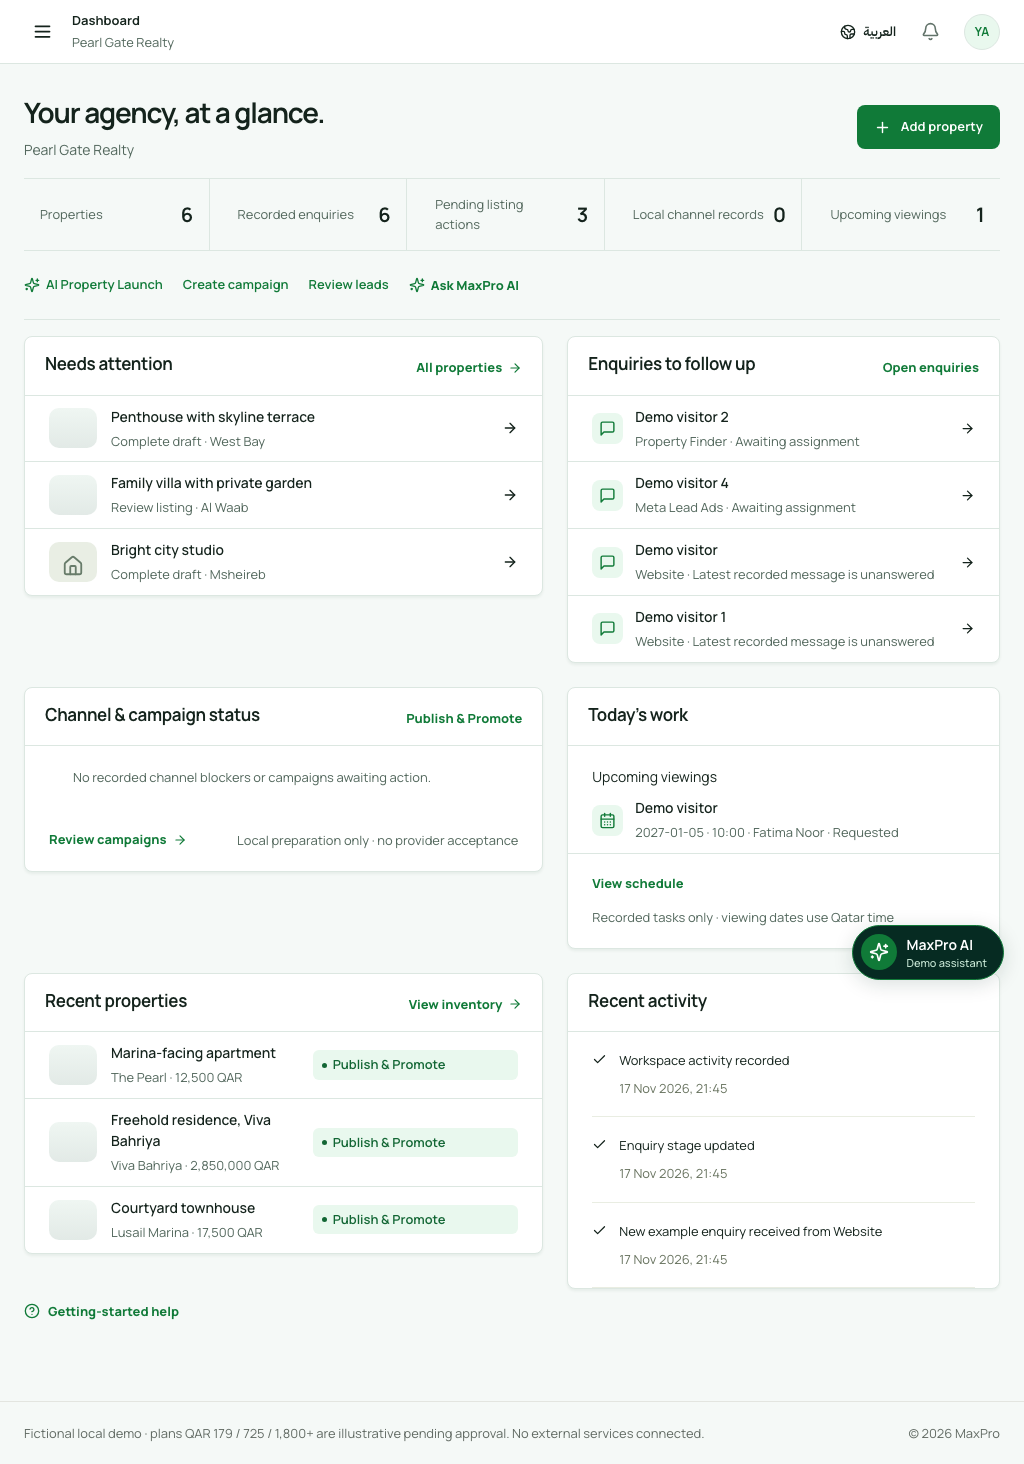 Dashboard
Pearl Gate Realty
العربية
YA
Your agency, at a glance.
Pearl Gate Realty
Add property
Properties 6
Recorded enquiries 6
Pending listing actions 3
Local channel records 0
Upcoming viewings 1
AI Property Launch
Create campaign
Review leads
Ask MaxPro AI
Needs attention
All properties
Penthouse with skyline terrace
Complete draft · West Bay
Family villa with private garden
Review listing · Al Waab
Bright city studio
Complete draft · Msheireb
Enquiries to follow up
Open enquiries
Demo visitor 2
Property Finder · Awaiting assignment
Demo visitor 4
Meta Lead Ads · Awaiting assignment
Demo visitor
Website · Latest recorded message is unanswered
Demo visitor 1
Website · Latest recorded message is unanswered
Channel & campaign status
Publish & Promote
No recorded channel blockers or campaigns awaiting action.
Review campaigns
Local preparation only · no provider acceptance
Today's work
Upcoming viewings
Demo visitor
2027-01-05 · 10:00 · Fatima Noor · Requested
View schedule
Recorded tasks only · viewing dates use Qatar time
MaxPro AI
Demo assistant
Recent properties
View inventory
Marina-facing apartment
The Pearl · 12,500 QAR
Publish & Promote
Freehold residence, Viva
Bahriya
Viva Bahriya · 2,850,000 QAR
Publish & Promote
Courtyard townhouse
Lusail Marina · 17,500 QAR
Publish & Promote
Recent activity
Workspace activity recorded
17 Nov 2026, 21:45
Enquiry stage updated
17 Nov 2026, 21:45
New example enquiry received from Website
17 Nov 2026, 21:45
Getting-started help
Fictional local demo · plans QAR 179 / 725 / 1,800+ are illustrative pending approval. No external services connected.
© 2026 MaxPro